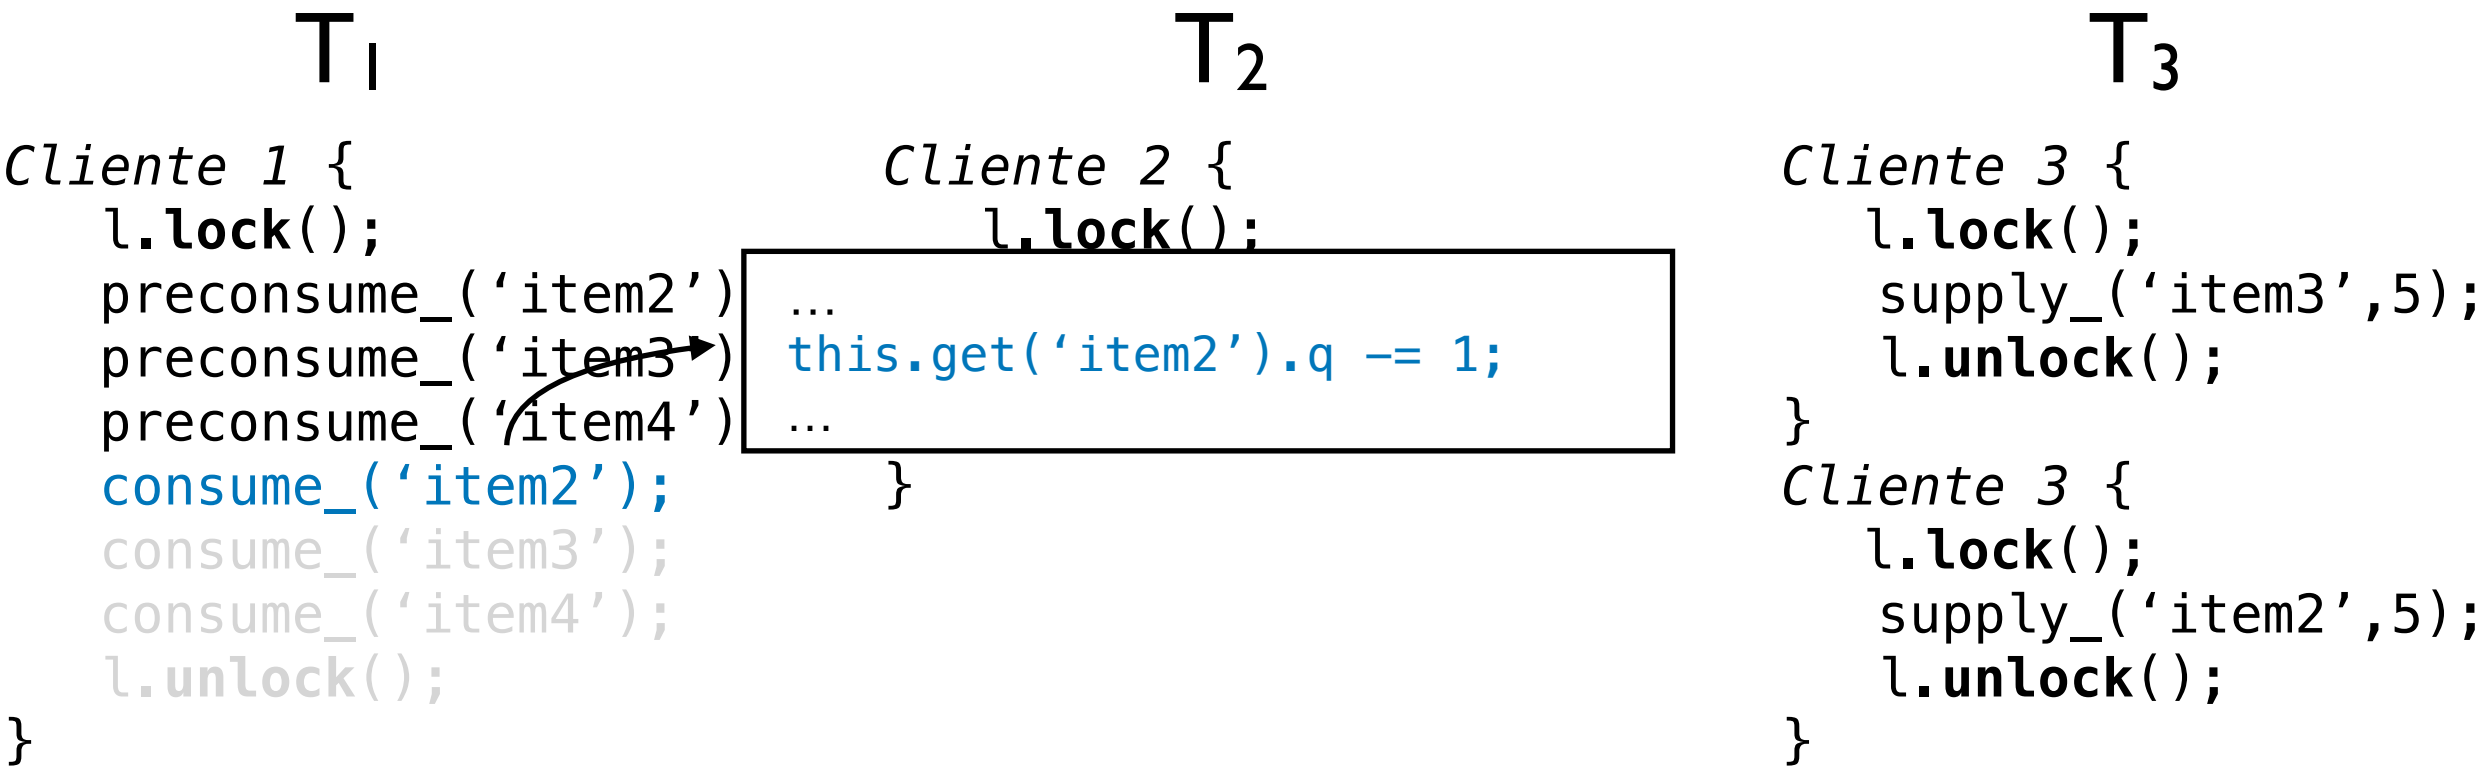 T1
Cliente 1 {
l.lock();
preconsume_(‘item2’)
preconsume_(‘item3’)
preconsume_(‘item4’)
consume_(‘item2’);
consume_(‘item3’);
consume_(‘item4’);
l.unlock();
}
T2
Cliente 2 {
l.lock();
...
this.get(‘item2’).q -= 1;
...
}
T3
Cliente 3 {
l.lock();
supply_(‘item3’,5);
l.unlock();
}
Cliente 3 {
l.lock();
supply_(‘item2’,5);
l.unlock();
}